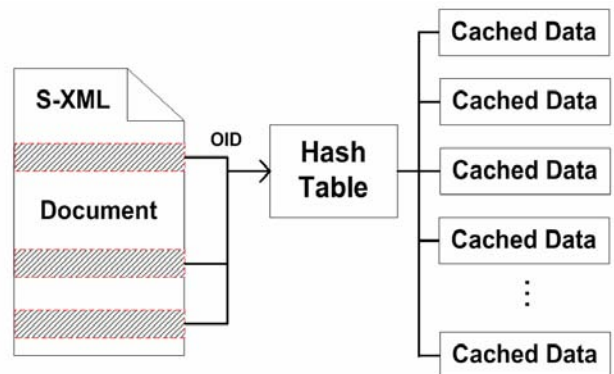 S-XML
Document
OID
Hash
Table
Cached Data
Cached Data
Cached Data
Cached Data
⋮
Cached Data